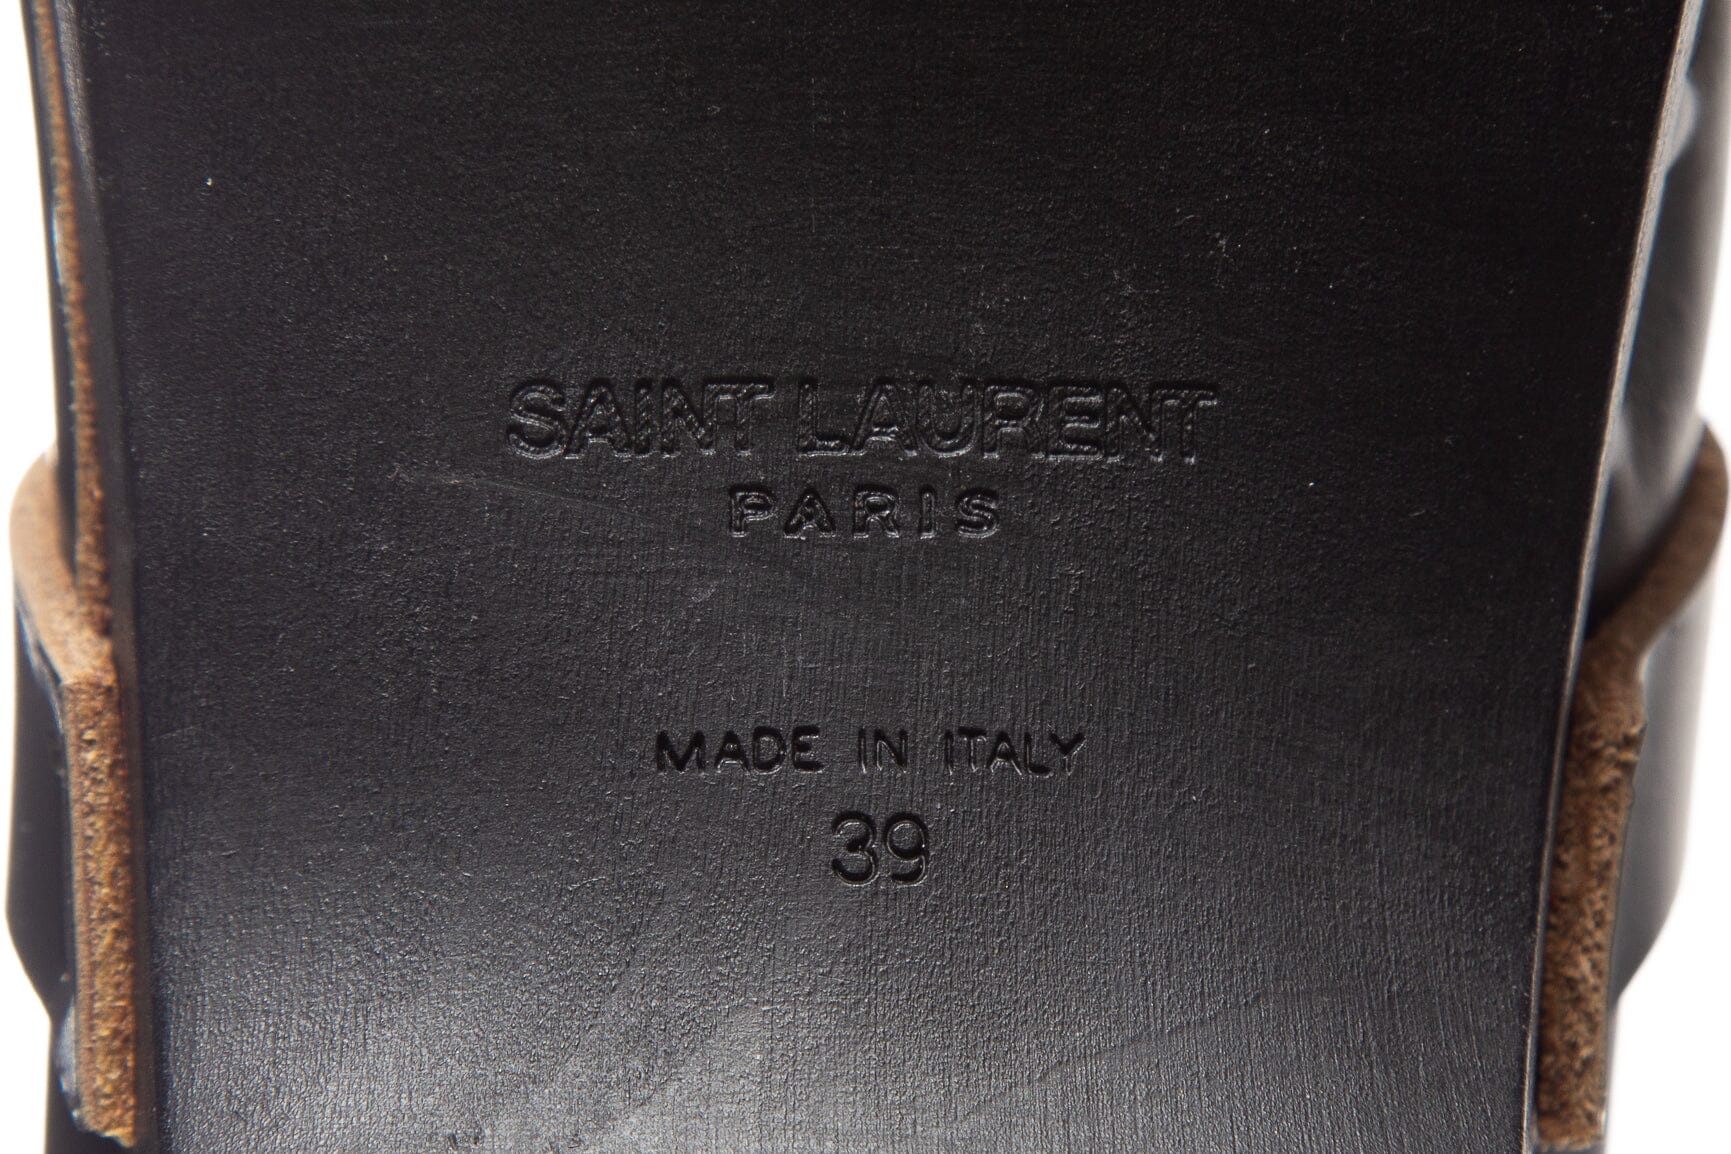 SAINT LAURENT
PARIS
MADE IN ITALY
39